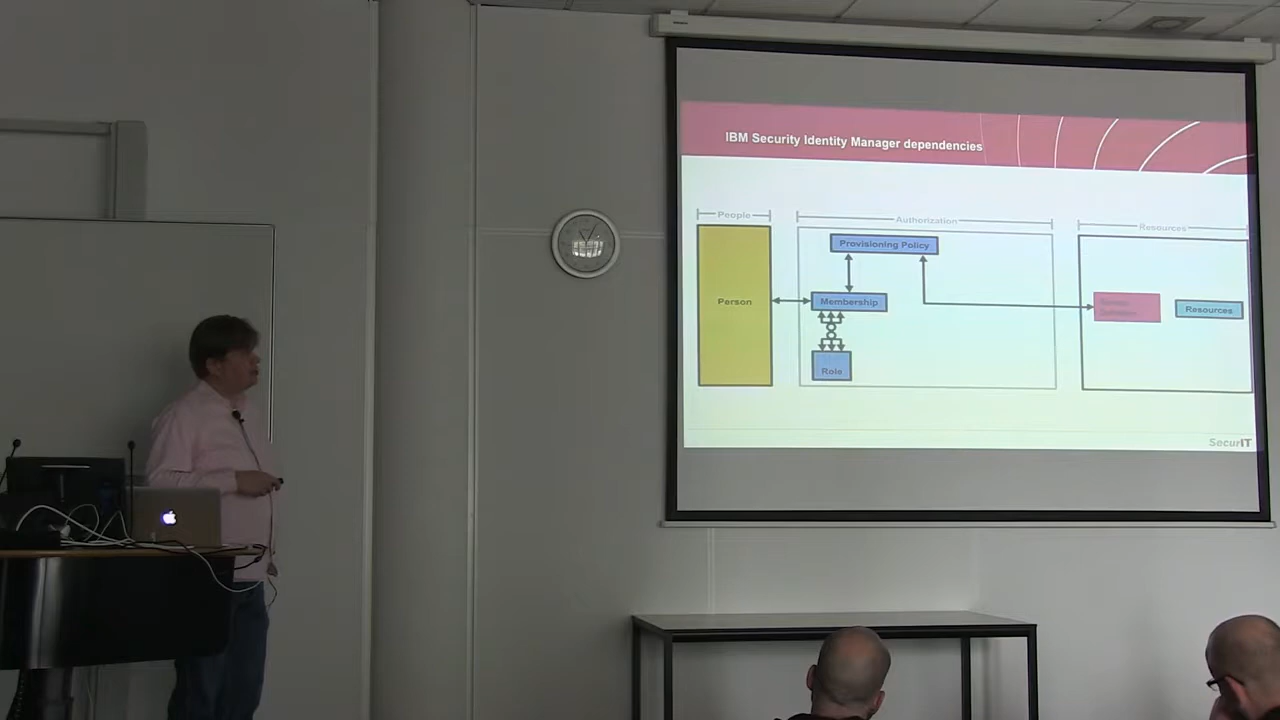 IBM Security Identity Manager dependencies
People
Authorization
Resources
Provisioning Policy
Person
Membership
Resources
Role
SecurIT